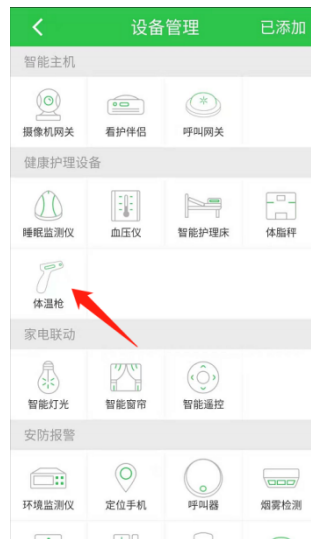 设备管理 已添加
智能主机
摄像机网关 看护伴侣 呼叫网关
健康护理设备
睡眠监测仪 血压仪 智能护理床 体脂秤
体温枪
家电联动
智能灯光 智能窗帘 智能遥控
安防报警
环境监测仪 定位手机 呼叫器 烟雾检测